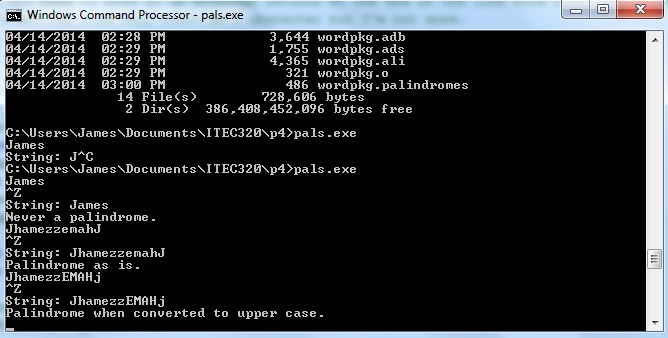 Windows Command Processor - pals.exe
04/14/2014  02:28 PM             3,644 wordpkg.adb
04/14/2014  02:29 PM             1,755 wordpkg.ads
04/14/2014  02:29 PM             4,365 wordpkg.ali
04/14/2014  02:29 PM               321 wordpkg.o
04/14/2014  03:00 PM               486 wordpkg.palindromes
              14 File(s)        728,606 bytes
               2 Dir(s)  386,408,452,096 bytes free
C:\Users\James\Documents\ITEC320\p4>pals.exe
James
String: J^C
C:\Users\James\Documents\ITEC320\p4>pals.exe
James
^Z
String: James
Never a palindrome.
JhamezzemahJ
^Z
String: JhamezzemahJ
Palindrome as is.
JhamezzEMAHj
^Z
String: JhamezzEMAHj
Palindrome when converted to upper case.